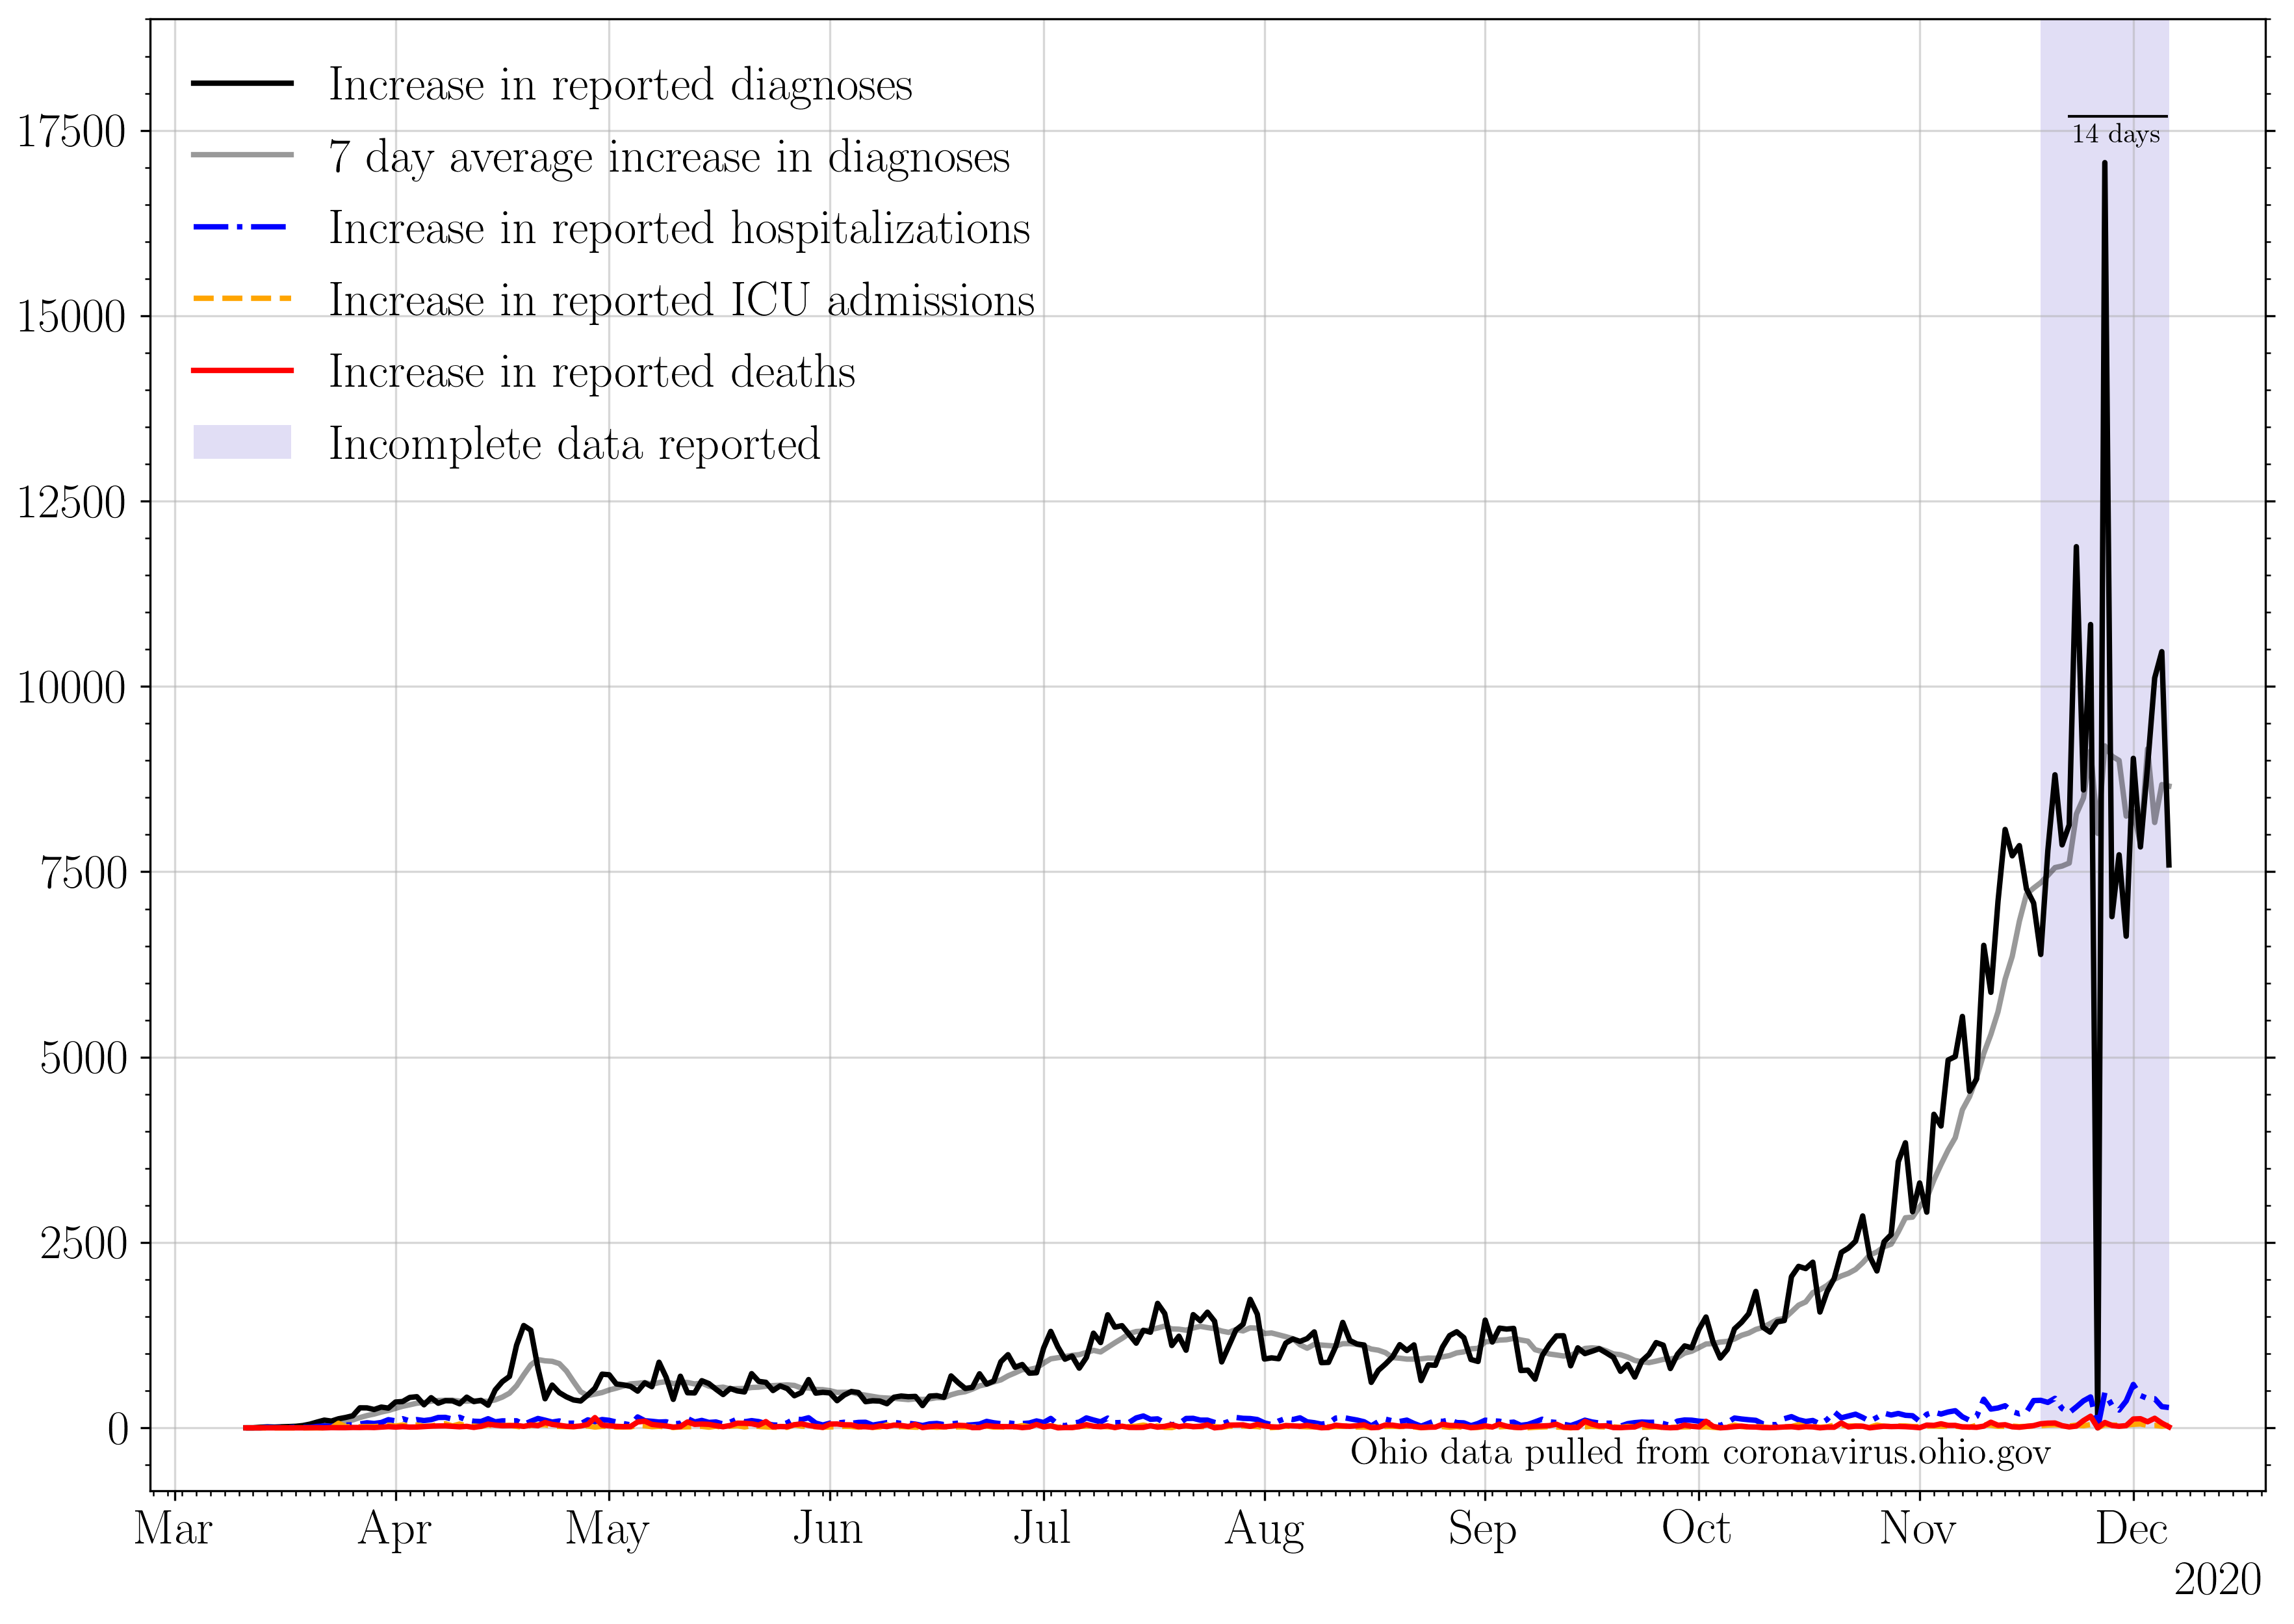 Increase in reported diagnoses
7 day average increase in diagnoses
Increase in reported hospitalizations
Increase in reported ICU admissions
Increase in reported deaths
Incomplete data reported
14 days
17500
15000
12500
10000
7500
5000
2500
0
Ohio data pulled from coronavirus.ohio.gov
Mar Apr May Jun Jul Aug Sep Oct Nov Dec
2020